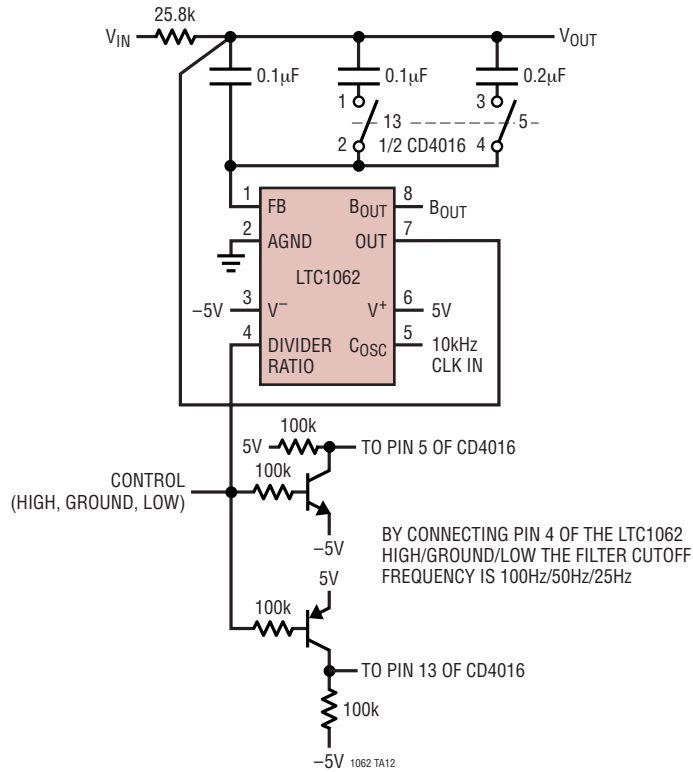 25.8k
VIN
VOUT
0.1µF
0.1µF
0.2µF
1
3
13
5
2
1/2 CD4016
4
1
FB
BOUT
8
BOUT
2
AGND
OUT
7
LTC1062
–5V
3
V–
V+
6
5V
4
DIVIDER
RATIO
COSC
5
10kHz
CLK IN
100k
5V
TO PIN 5 OF CD4016
100k
CONTROL
(HIGH, GROUND, LOW)
–5V
BY CONNECTING PIN 4 OF THE LTC1062
HIGH/GROUND/LOW THE FILTER CUTOFF
FREQUENCY IS 100Hz/50Hz/25Hz
5V
100k
TO PIN 13 OF CD4016
100k
–5V
1062 TA12